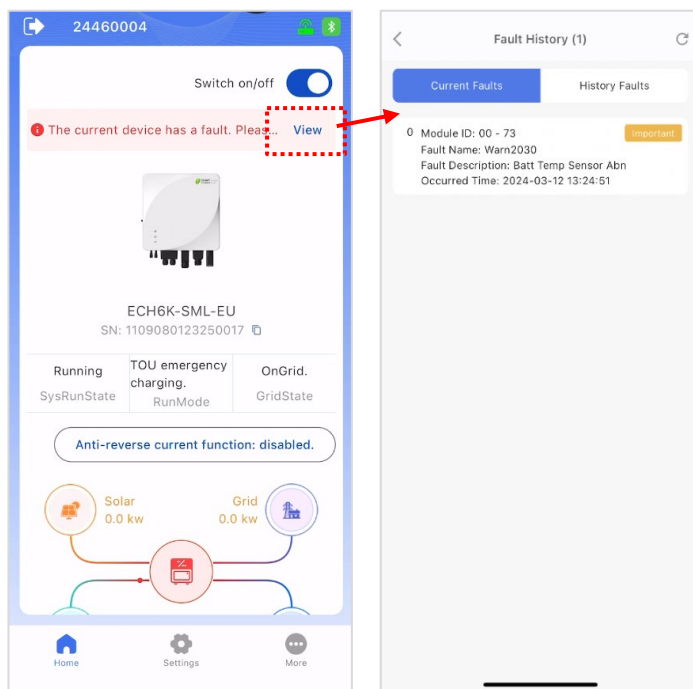 24460004
Switch on/off
The current device has a fault. Pleas... View
ECH6K-SML-EU
SN: 1109080123250017
Running
SysRunState
TOU emergency
charging.
RunMode
OnGrid.
GridState
Anti-reverse current function: disabled.
Solar
0.0 kw
Grid
0.0 kw
Home
Settings
More
Fault History (1)
Current Faults
History Faults
0 Module ID: 00 - 73 Important
Fault Name: Warn2030
Fault Description: Batt Temp Sensor Abn
Occurred Time: 2024-03-12 13:24:51